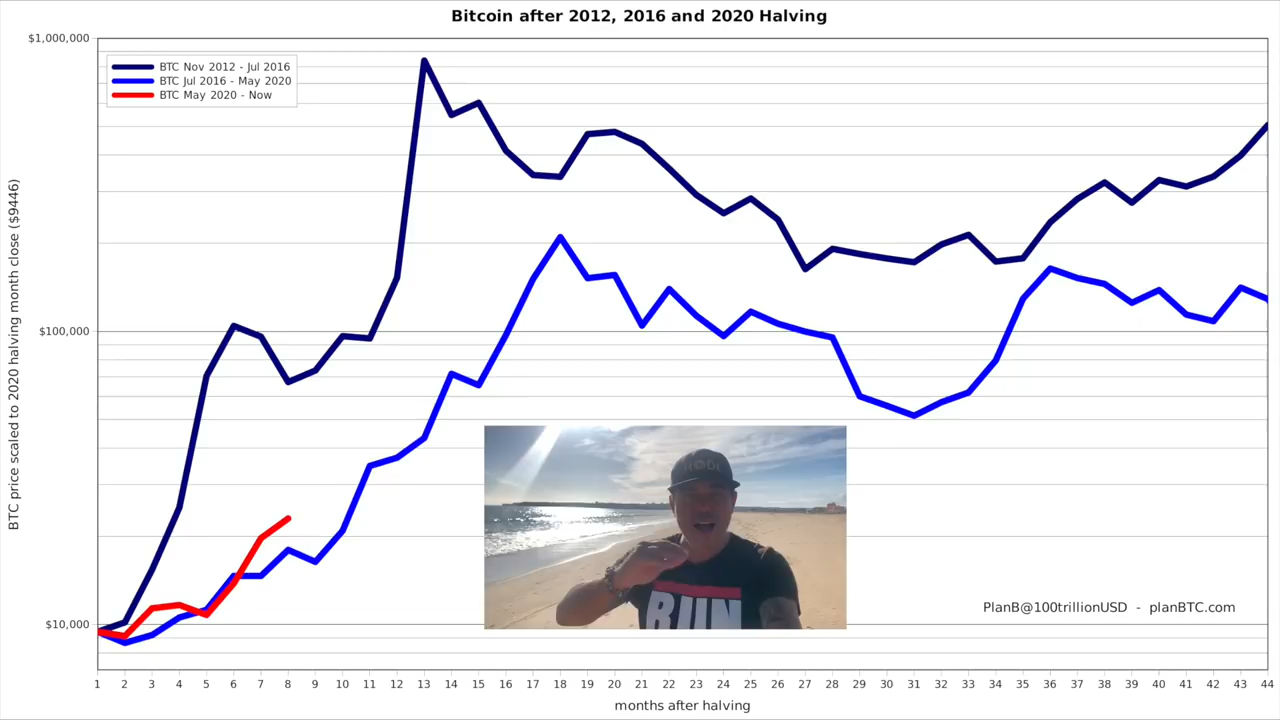 Bitcoin after 2012, 2016 and 2020 Halving
$1,000,000
BTC Nov 2012 - Jul 2016
BTC Jul 2016 - May 2020
BTC May 2020 - Now
BTC price scaled to 2020 halving month close ($9446)
$100,000
HODL
RUN
PlanB@100trillionUSD - planBTC.com
$10,000
1 2 3 4 5 6 7 8 9 10 11 12 13 14 15 16 17 18 19 20 21 22 23 24 25 26 27 28 29 30 31 32 33 34 35 36 37 38 39 40 41 42 43 44
months after halving